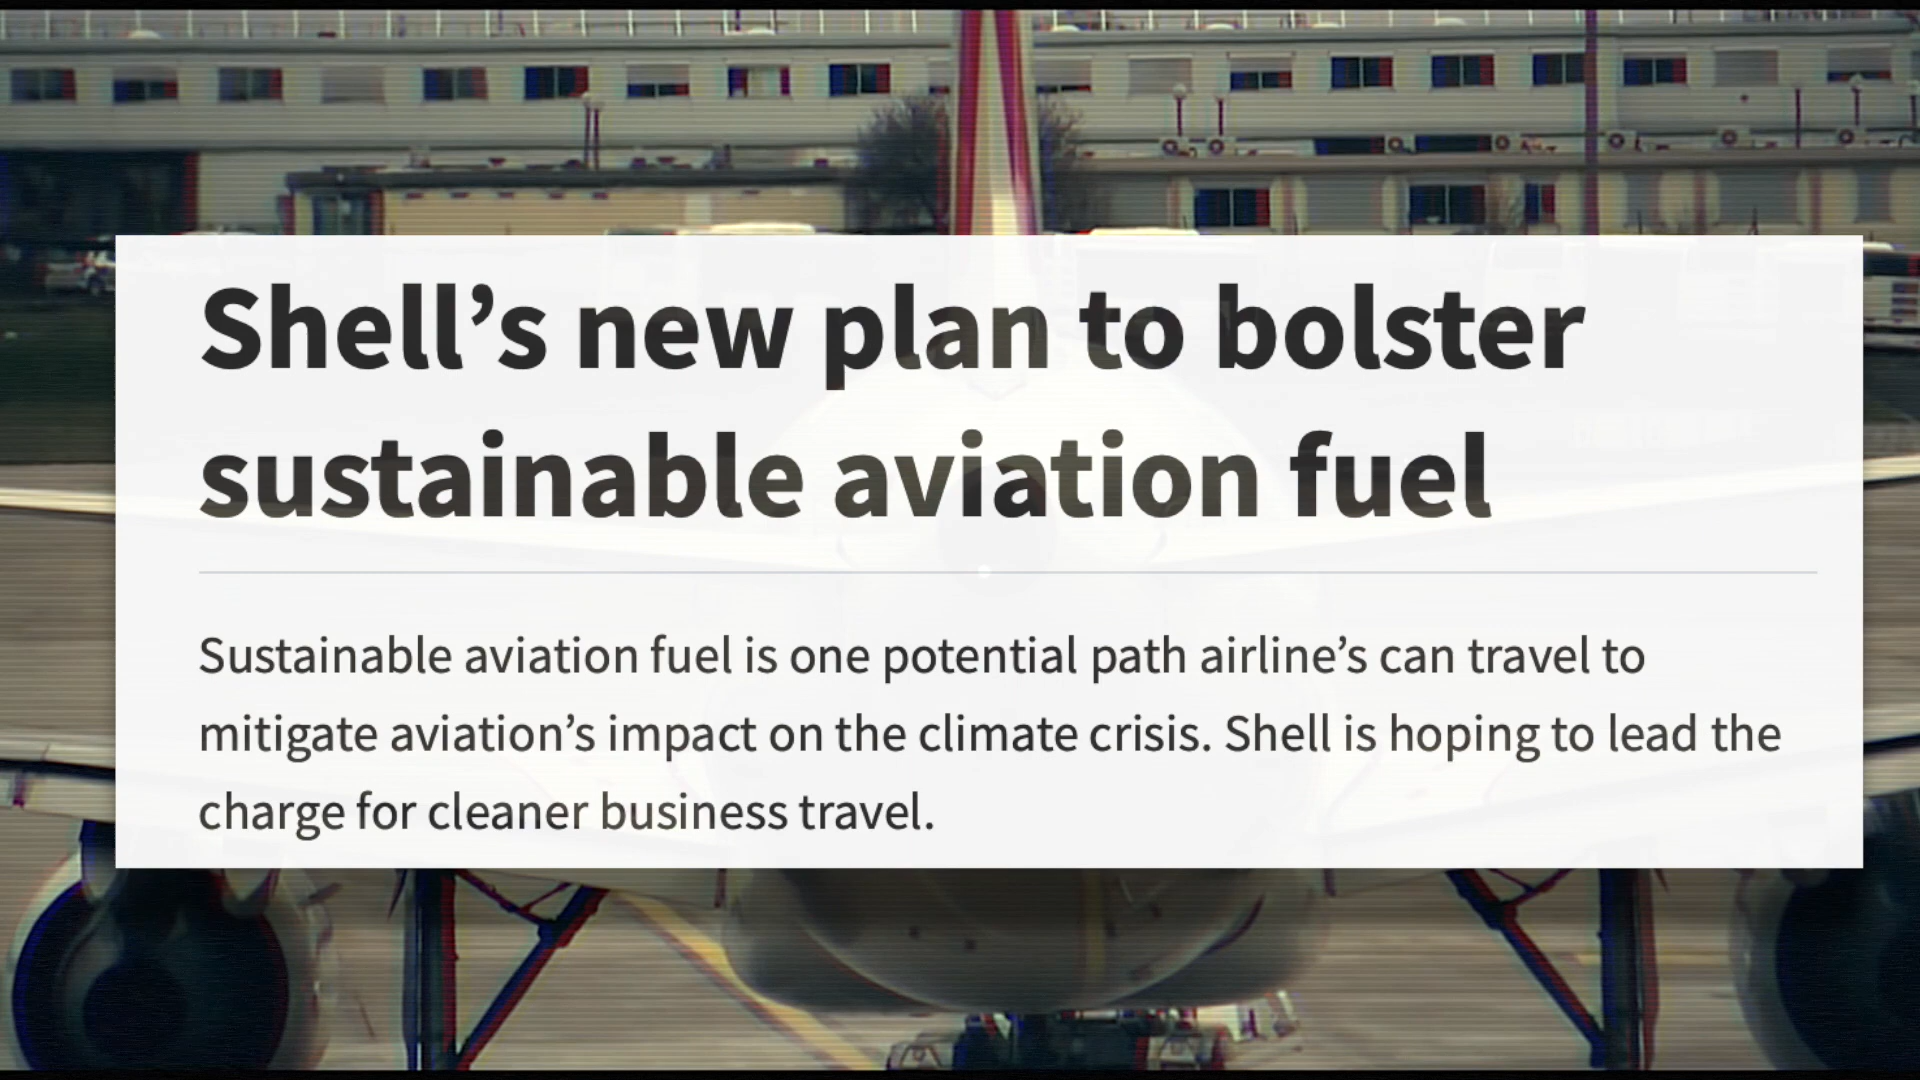 Shell’s new plan to bolster
sustainable aviation fuel
Sustainable aviation fuel is one potential path airline’s can travel to
mitigate aviation’s impact on the climate crisis. Shell is hoping to lead the
charge for cleaner business travel.